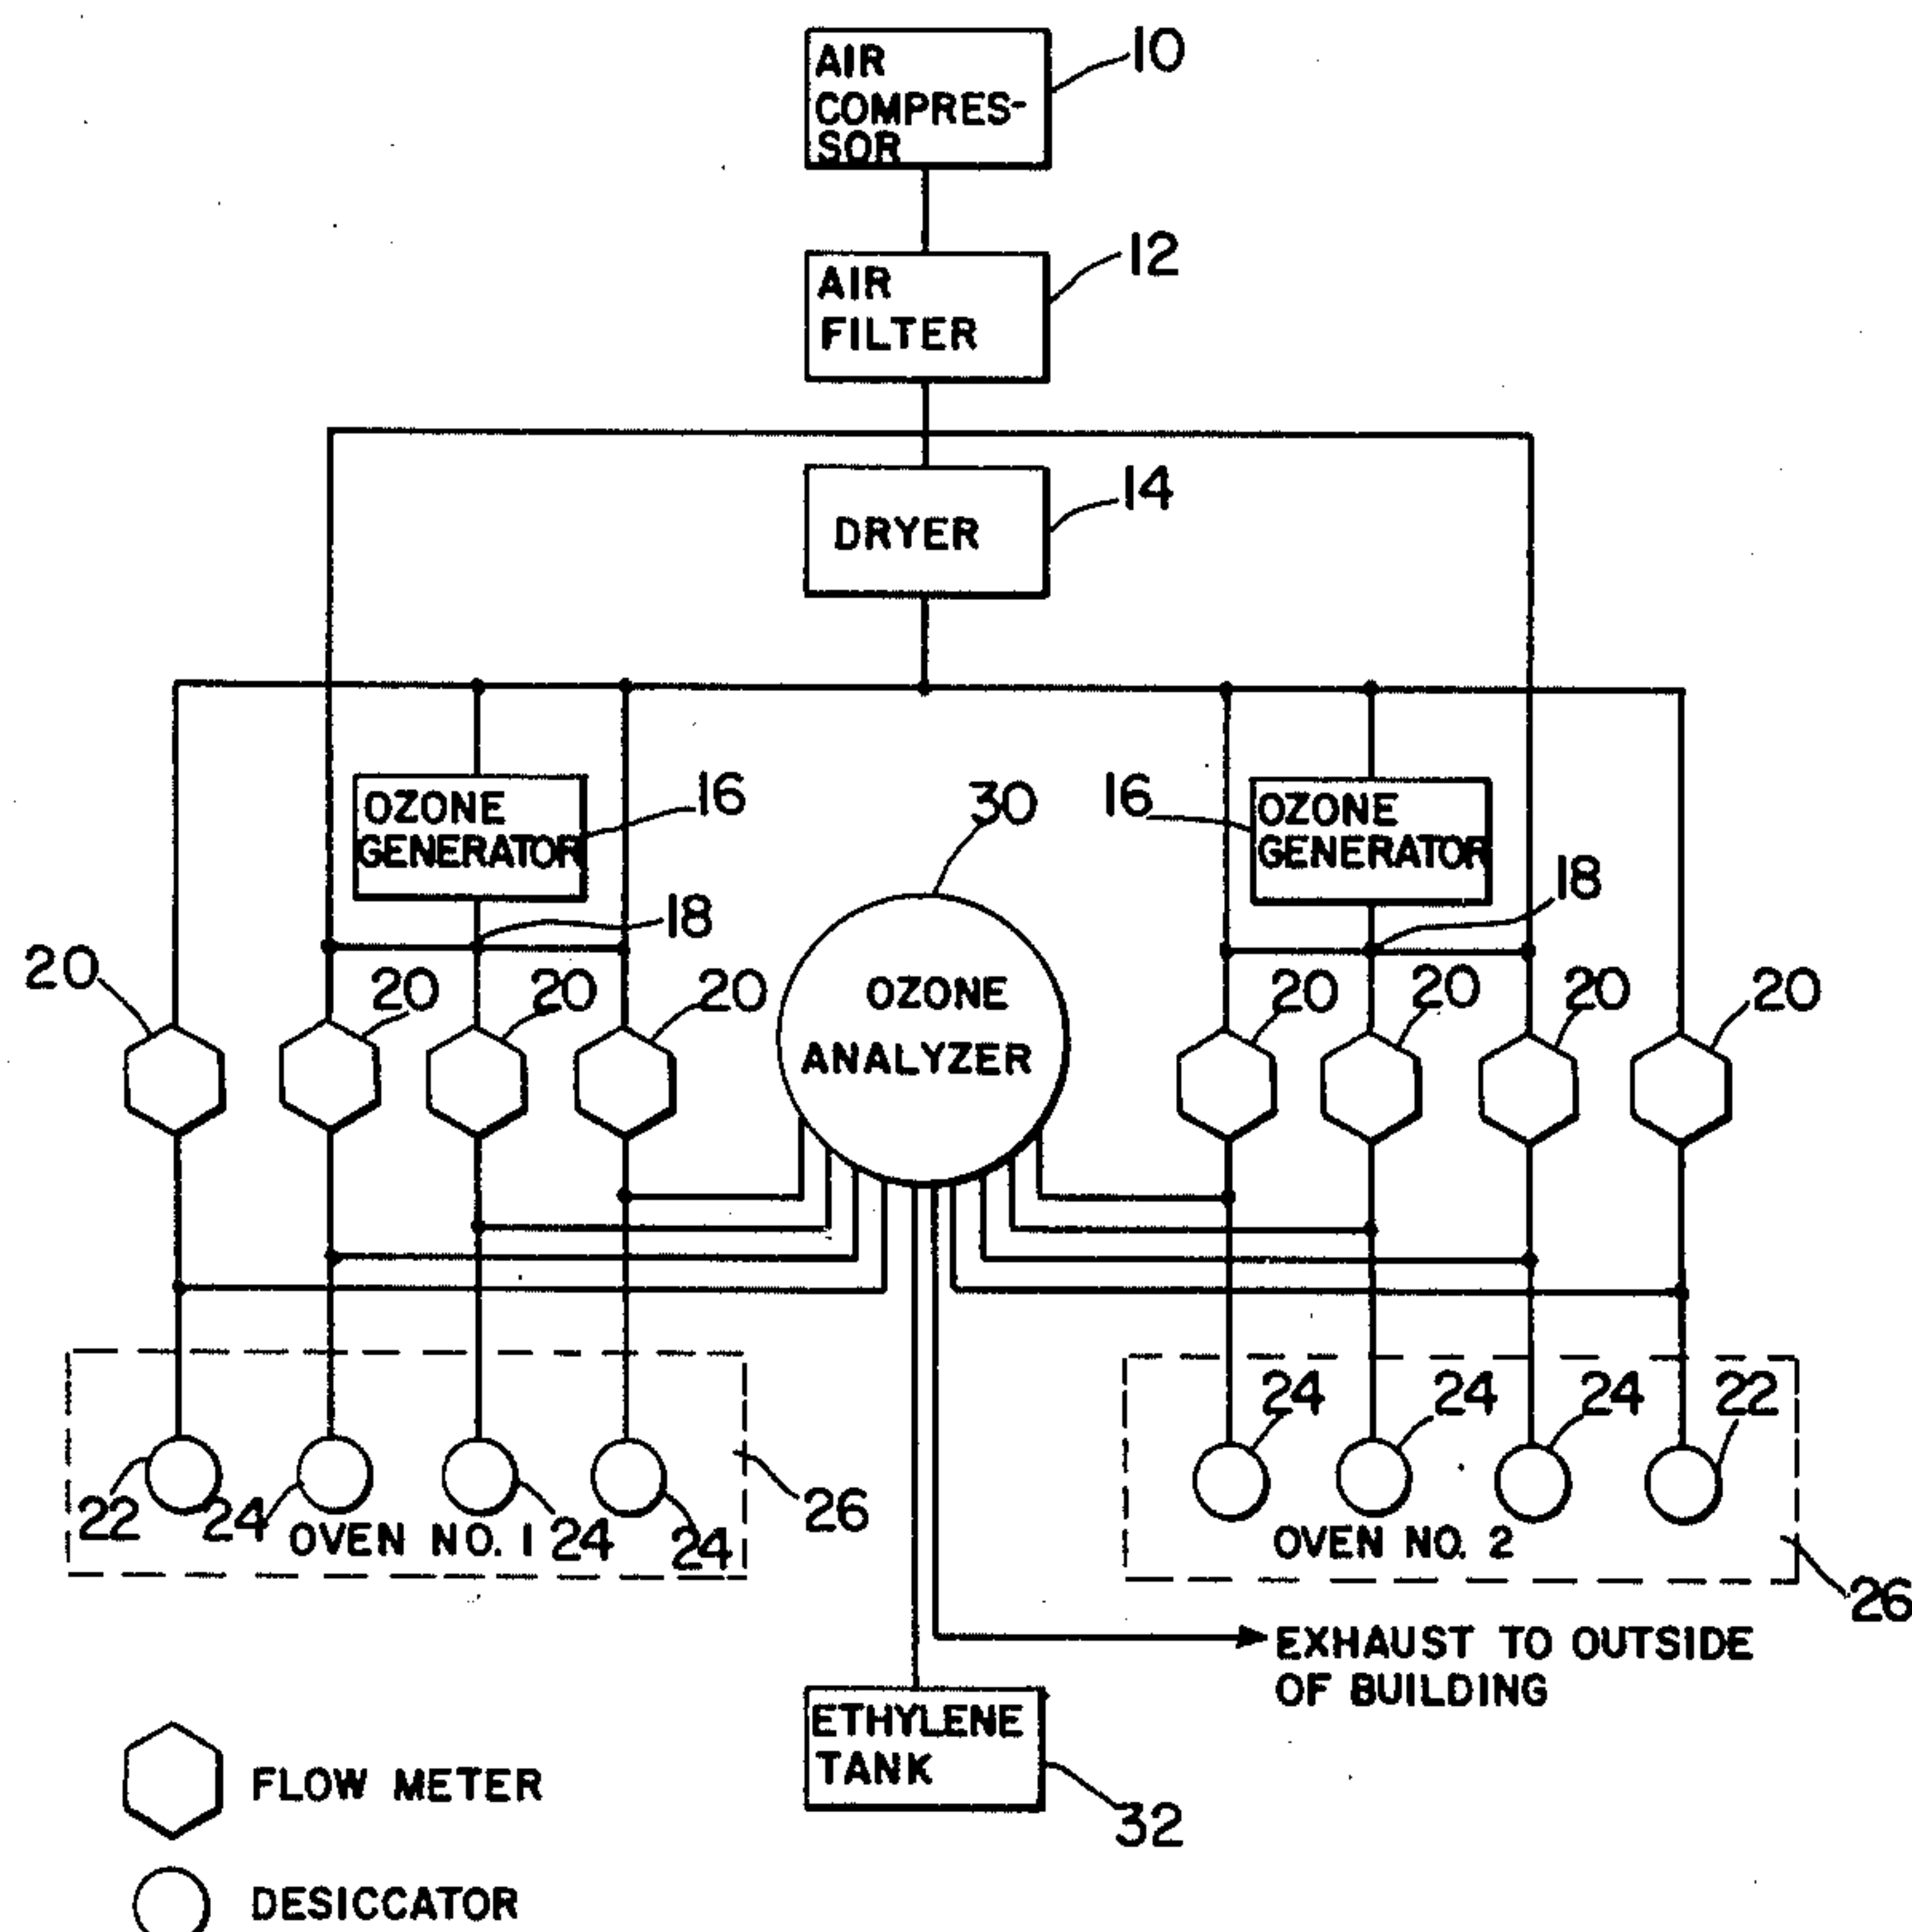 10
AIR
COMPRES-
SOR
12
AIR
FILTER
14
DRYER
16
OZONE
GENERATOR
30
16
OZONE
GENERATOR
18
18
20
20
20
20
OZONE
ANALYZER
20
20
20
20
24
24
24
22
22
24
OVEN NO. 1
24
24
26
OVEN NO. 2
26
EXHAUST TO OUTSIDE
OF BUILDING
ETHYLENE
TANK
32
FLOW METER
DESICCATOR